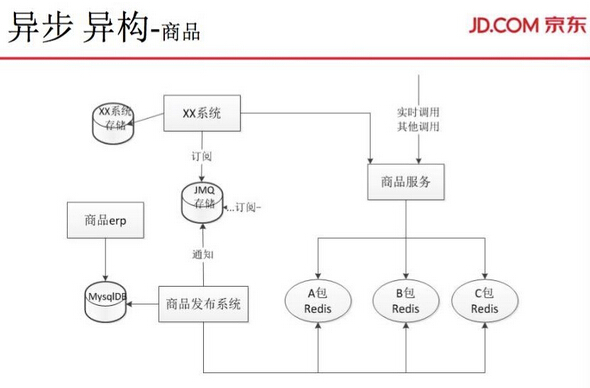 异步 异构-商品
JD.COM 京东
XX系统
存储
XX系统
实时调用
其他调用
订阅
商品服务
JMQ
存储
...订阅-
商品erp
通知
MysqlDB
商品发布系统
A包
Redis
B包
Redis
C包
Redis